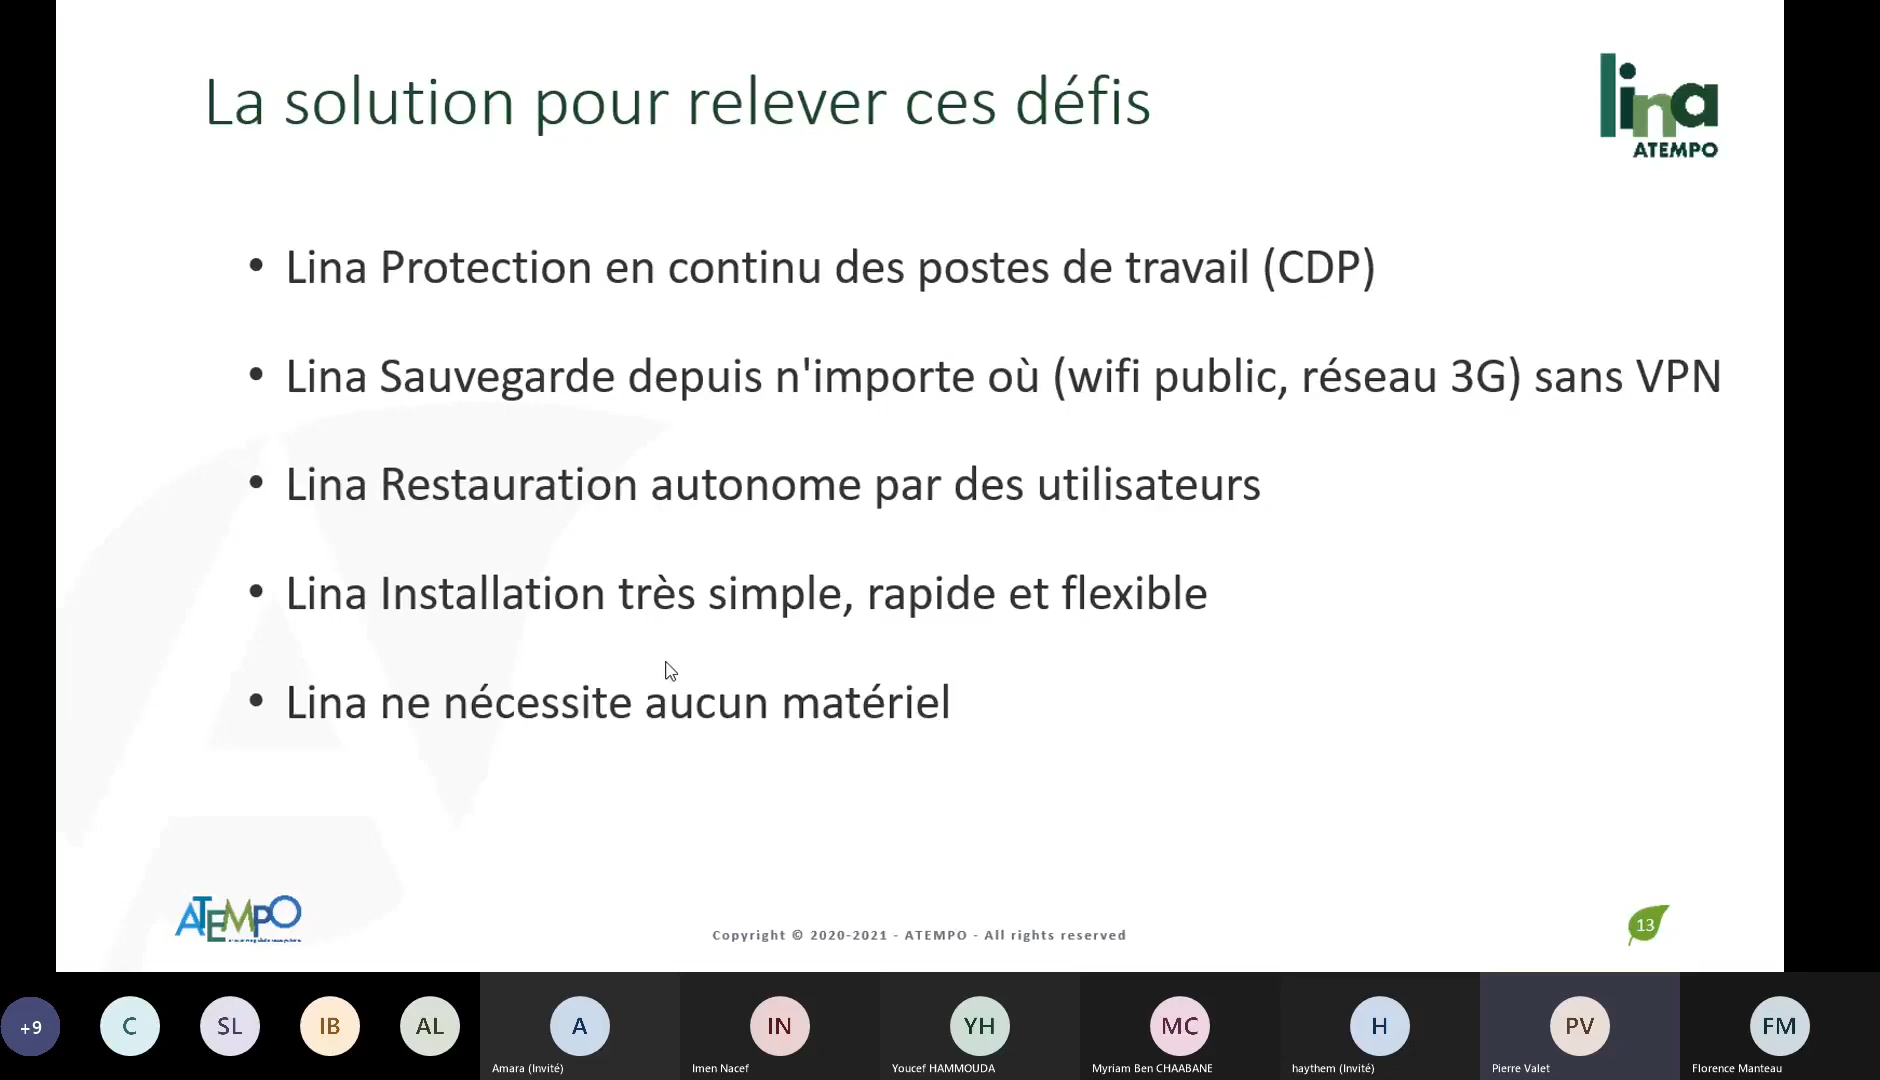 La solution pour relever ces défis
lina
ATEMPO
• Lina Protection en continu des postes de travail (CDP)
• Lina Sauvegarde depuis n'importe où (wifi public, réseau 3G) sans VPN
• Lina Restauration autonome par des utilisateurs
• Lina Installation très simple, rapide et flexible
• Lina ne nécessite aucun matériel
ATEMPO
Copyright © 2020-2021 - ATEMPO - All rights reserved
13
+9
C
SL
IB
AL
A
IN
YH
MC
H
PV
FM
Amara (Invité)
Imen Nacef
Youcef HAMMOUDA
Myriam Ben CHAABANE
haythem (Invité)
Pierre Valet
Florence Manteau